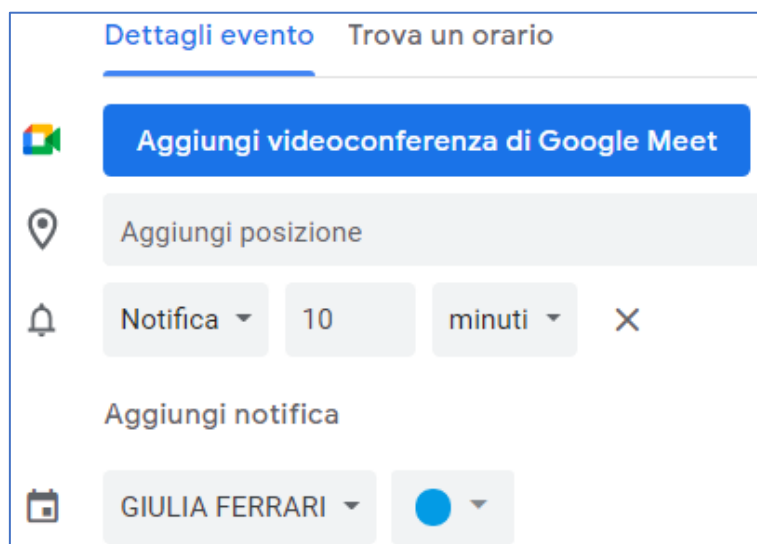 Dettagli evento Trova un orario
Aggiungi videoconferenza di Google Meet
Aggiungi posizione
Notifica 10 minuti
Aggiungi notifica
GIULIA FERRARI